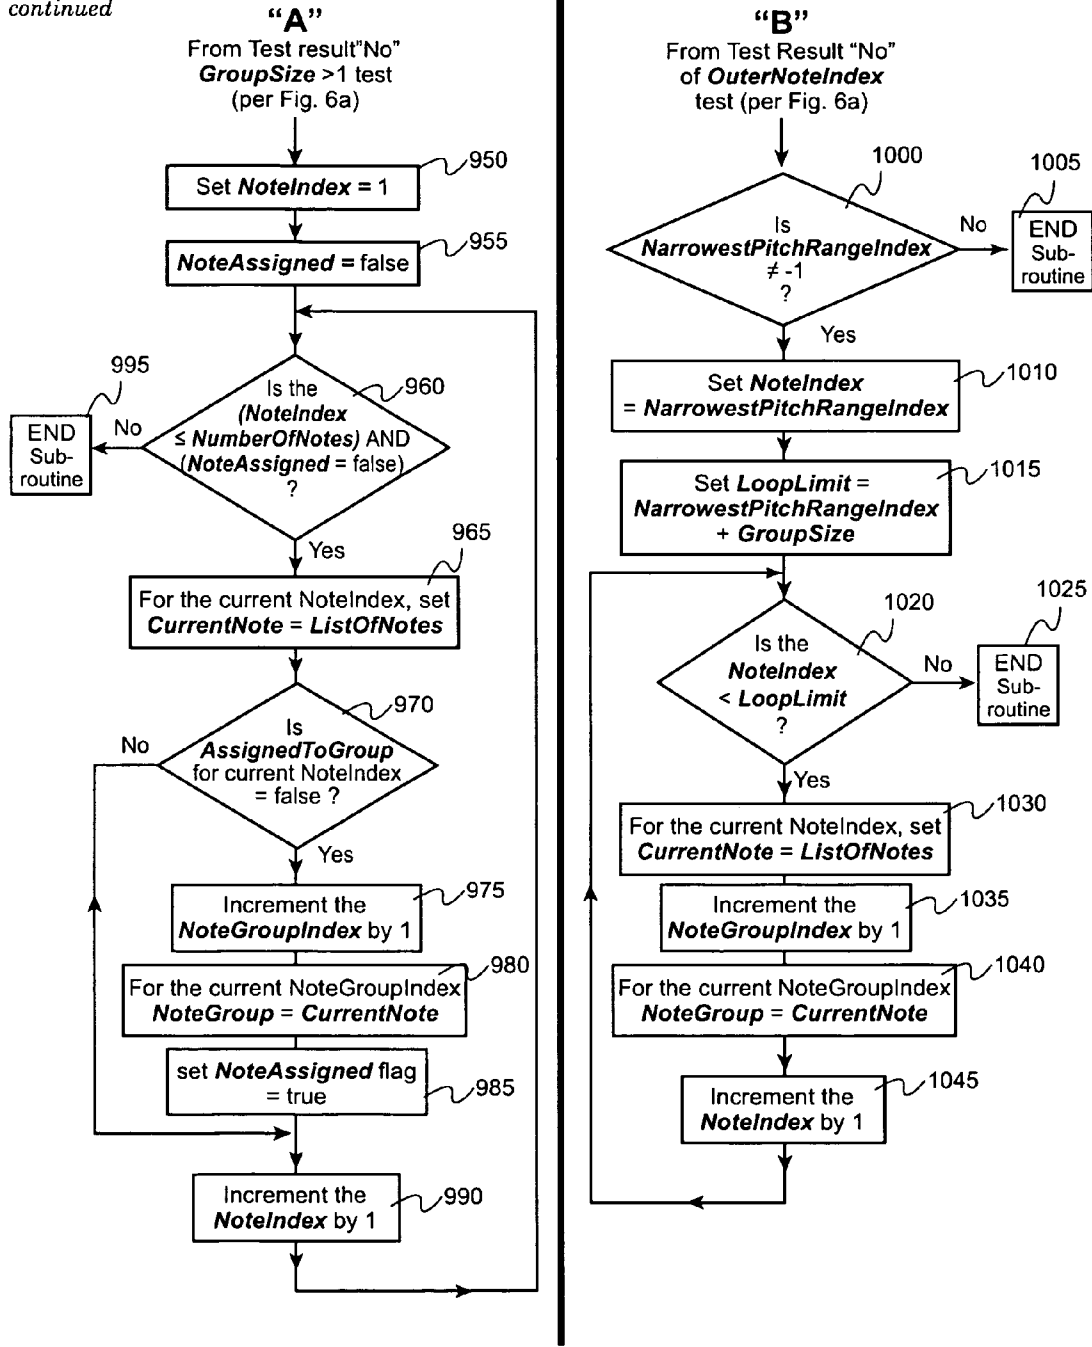 continued
“A”
From Test result”No”
GroupSize >1 test
(per Fig. 6a)
950
Set NoteIndex = 1
955
NoteAssigned = false
995
END
Sub-
routine
No
960
Is the
(NoteIndex
≤ NumberOfNotes) AND
(NoteAssigned = false)
?
Yes
965
For the current NoteIndex, set
CurrentNote = ListOfNotes
970
No
Is
AssignedToGroup
for current NoteIndex
= false ?
Yes
975
Increment the
NoteGroupIndex by 1
980
For the current NoteGroupIndex
NoteGroup = CurrentNote
set NoteAssigned flag
= true
985
Increment the
NoteIndex by 1
990
“B”
From Test Result “No”
of OuterNoteIndex
test (per Fig. 6a)
1000
1005
Is
NarrowestPitchRangeIndex
≠ -1
?
No
END
Sub-
routine
Yes
Set NoteIndex
= NarrowestPitchRangeIndex
1010
Set LoopLimit =
NarrowestPitchRangeIndex
+ GroupSize
1015
1020
1025
Is the
NoteIndex
< LoopLimit
?
No
END
Sub-
routine
Yes
1030
For the current NoteIndex, set
CurrentNote = ListOfNotes
Increment the
NoteGroupIndex by 1
1035
For the current NoteGroupIndex
NoteGroup = CurrentNote
1040
Increment the
NoteIndex by 1
1045